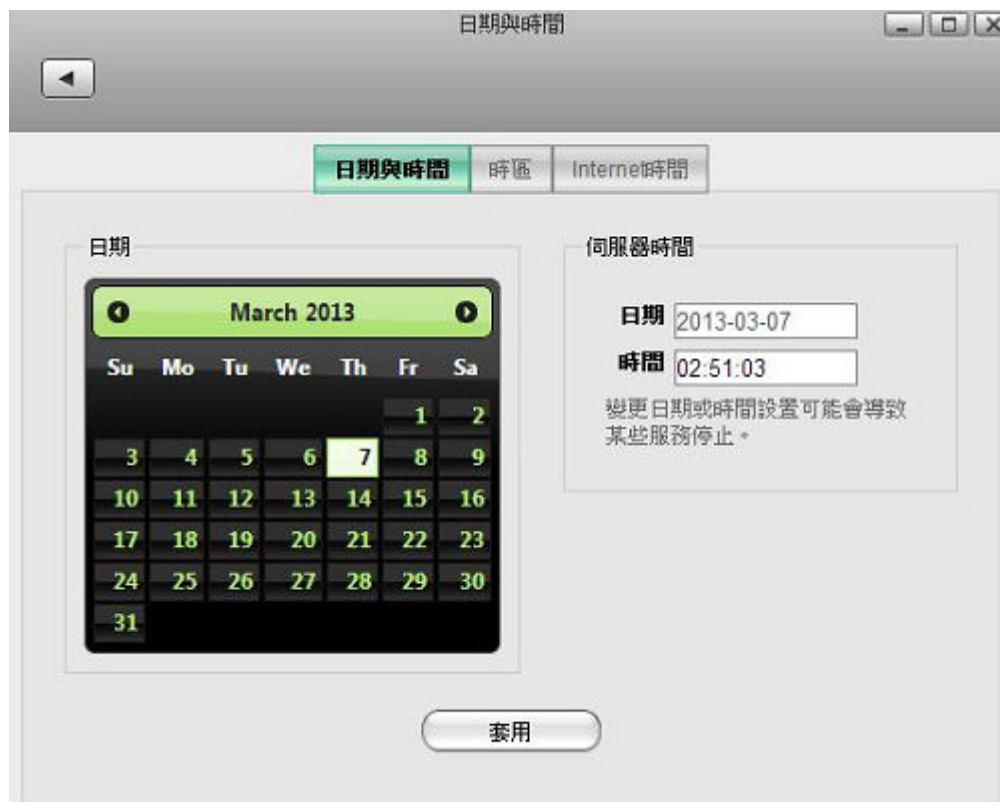 日期與時間
日期與時間 時區 Internet時間
日期
March 2013
Su Mo Tu We Th Fr Sa
1 2
3 4 5 6 7 8 9
10 11 12 13 14 15 16
17 18 19 20 21 22 23
24 25 26 27 28 29 30
31
伺服器時間
日期 2013-03-07
時間 02:51:03
變更日期或時間設置可能會導致
某些服務停止。
套用